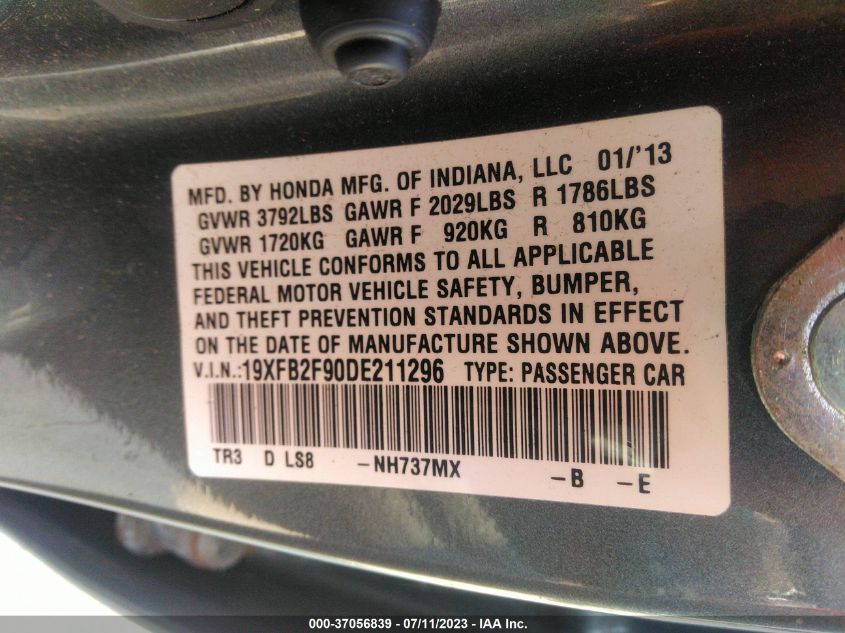 MFD. BY HONDA MFG. OF INDIANA, LLC 01/'13
GVWR 3792LBS GAWR F 2029LBS R 1786LBS
GVWR 1720KG GAWR F 920KG R 810KG
THIS VEHICLE CONFORMS TO ALL APPLICABLE
FEDERAL MOTOR VEHICLE SAFETY, BUMPER,
AND THEFT PREVENTION STANDARDS IN EFFECT
ON THE DATE OF MANUFACTURE SHOWN ABOVE.
V.I.N.:19XFB2F90DE211296 TYPE: PASSENGER CAR
TR3 D LS8 -NH737MX -B -E
000-37056839 / 07/11/2023 - Copyright © IAA, Inc.